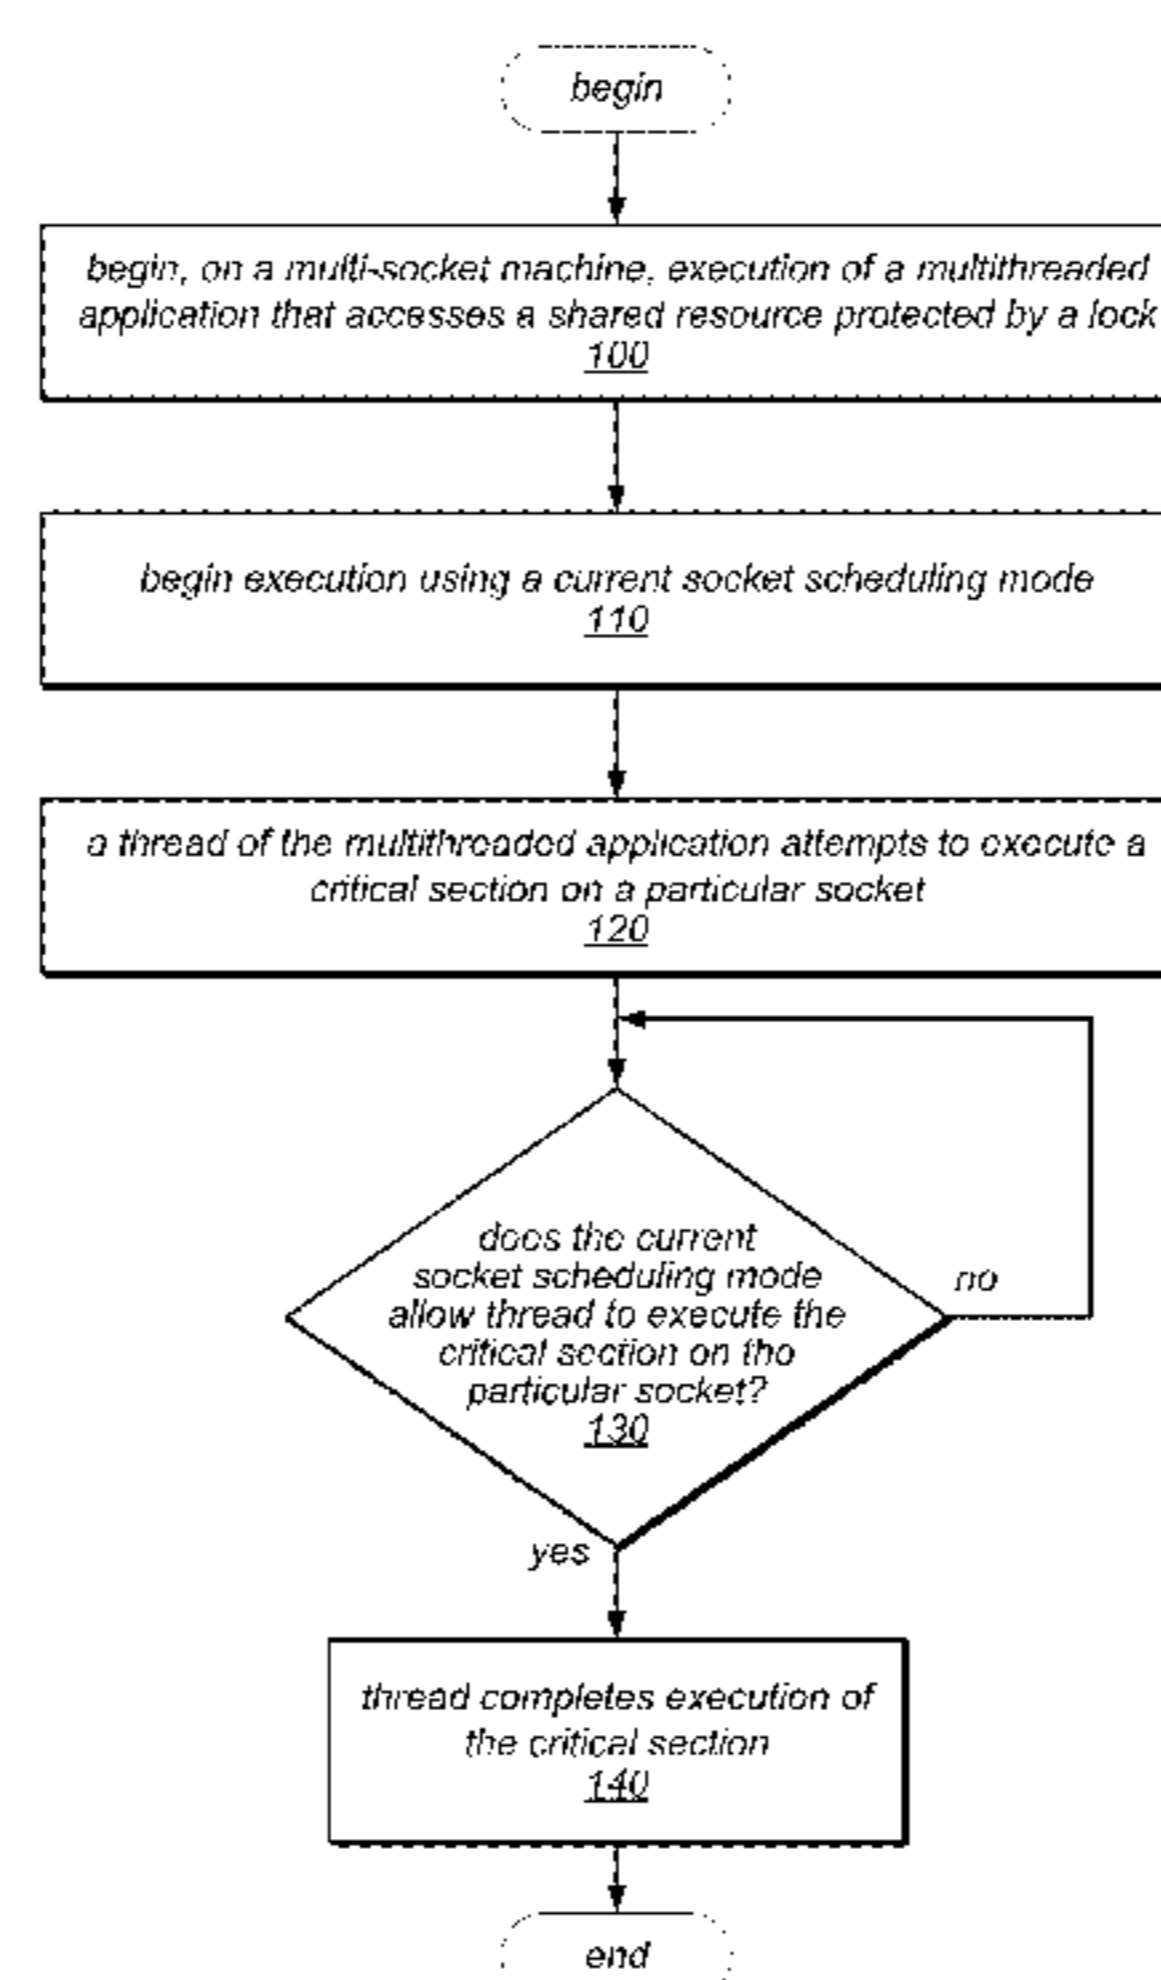 begin
begin, on a multi-socket machine, execution of a multithreaded
application that accesses a shared resource protected by a lock
100
begin execution using a current socket scheduling mode
110
a thread of the multithreaded application attempts to execute a
critical section on a particular socket
120
does the current
socket scheduling mode
allow thread to execute the
critical section on the
particular socket?
130
no
yes
thread completes execution of
the critical section
140
end